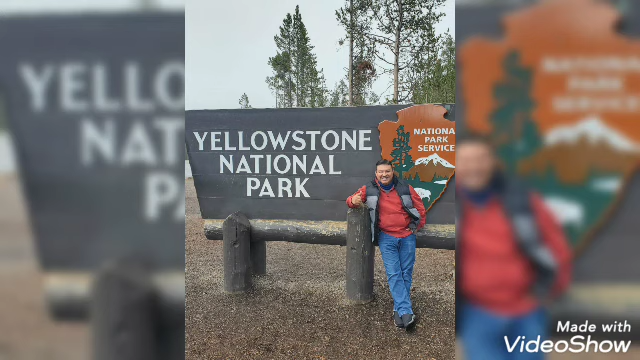 YELLOWSTONE
NATIONAL
PARK
NATIONAL
PARK
SERVICE
Made with
VideoShow